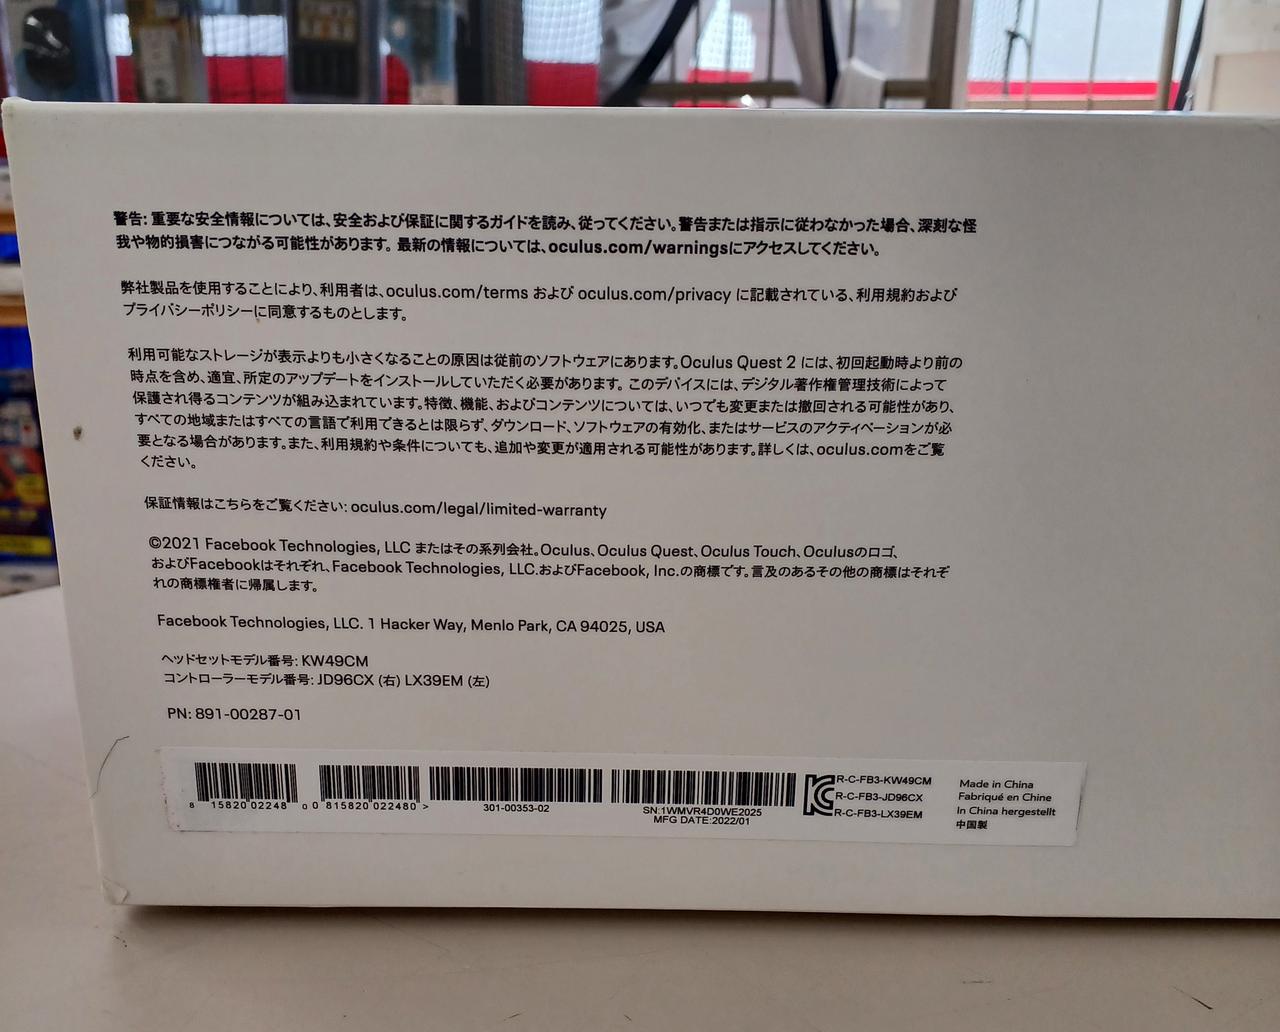 警告: 重要な安全情報については、安全および保証に関するガイドを読み、従ってください。警告または指示に従わなかった場合、深刻な怪
我や物的損害につながる可能性があります。最新の情報については、oculus.com/warningsにアクセスしてください。
弊社製品を使用することにより、利用者は、oculus.com/terms および oculus.com/privacy に記載されている、利用規約および
プライバシーポリシーに同意するものとします。
利用可能なストレージが表示よりも小さくなることの原因は従前のソフトウェアにあります。Oculus Quest 2 には、初回起動時より前の
時点を含め、適宜、所定のアップデートをインストールしていただく必要があります。このデバイスには、デジタル著作権管理技術によって
保護され得るコンテンツが組み込まれています。特徴、機能、およびコンテンツについては、いつでも変更または撤回される可能性があり、
すべての地域またはすべての言語で利用できるとは限らず、ダウンロード、ソフトウェアの有効化、またはサービスのアクティベーションが必
要となる場合があります。また、利用規約や条件についても、追加や変更が適用される可能性があります。詳しくは、oculus.comをご覧
ください。
保証情報はこちらをご覧ください: oculus.com/legal/limited-warranty
©2021 Facebook Technologies, LLC またはその系列会社。Oculus、Oculus Quest、Oculus Touch、Oculusのロゴ、
およびFacebookはそれぞれ、Facebook Technologies, LLC.およびFacebook, Inc.の商標です。言及のあるその他の商標はそれぞ
れの商標権者に帰属します。
Facebook Technologies, LLC. 1 Hacker Way, Menlo Park, CA 94025, USA
ヘッドセットモデル番号: KW49CM
コントローラーモデル番号: JD96CX (右) LX39EM (左)
PN: 891-00287-01
8 15820 02248 0
0 815820 022480 >
301-00353-02
SN:1WMVR4D0WE2025
MFG DATE:2022/01
R-C-FB3-KW49CM
R-C-FB3-JD96CX
R-C-FB3-LX39EM
Made in China
Fabriqué en Chine
In China hergestellt
中国製